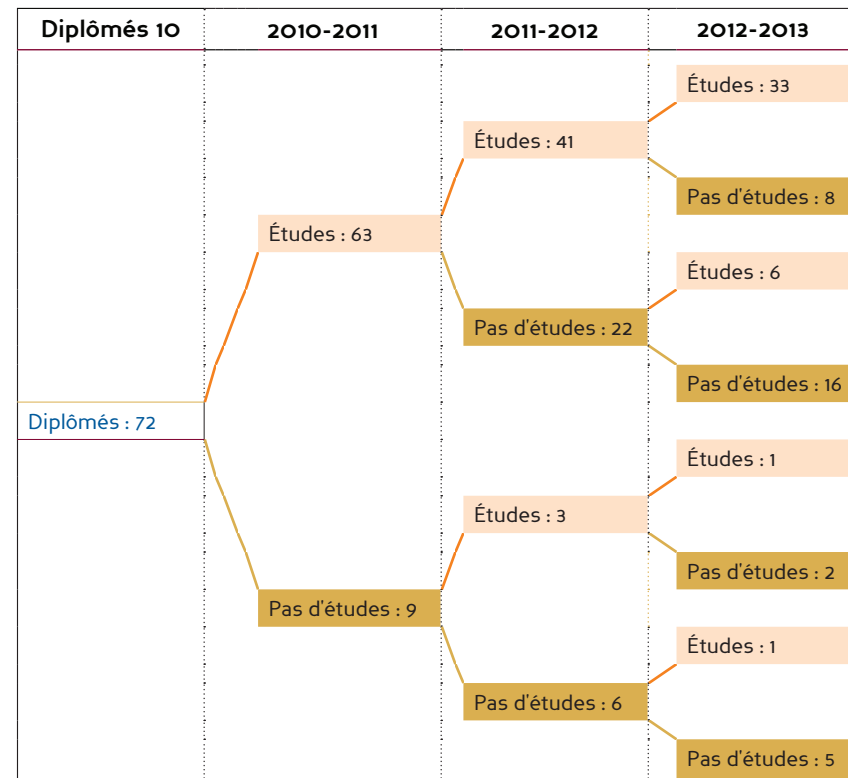 Diplômés 10 2010-2011 2011-2012 2012-2013
Études : 33
Études : 41
Pas d'études : 8
Études : 63
Études : 6
Pas d'études : 22
Pas d'études : 16
Diplômés : 72
Études : 1
Études : 3
Pas d'études : 2
Pas d'études : 9
Études : 1
Pas d'études : 6
Pas d'études : 5